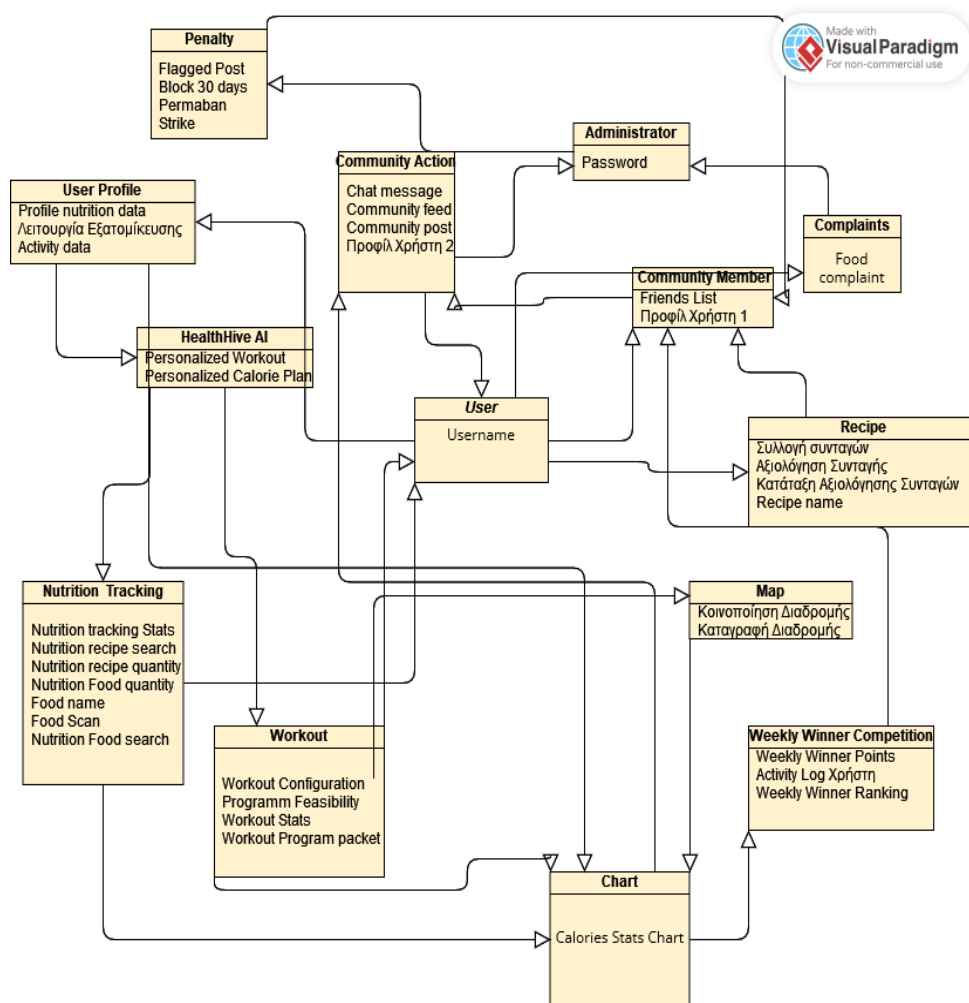 Made with
VisualParadigm
For non-commercial use
Penalty
Flagged Post
Block 30 days
Permaban
Strike
Administrator
Password
Community Action
Chat message
Community feed
Community post
Προφίλ Χρήστη 2
User Profile
Profile nutrition data
Λειτουργία Εξατομίκευσης
Activity data
Complaints
Food
complaint
Community Member
Friends List
Προφίλ Χρήστη 1
HealthHive AI
Personalized Workout
Personalized Calorie Plan
User
Username
Recipe
Συλλογή συνταγών
Αξιολόγηση Συνταγής
Κατάταξη Αξιολόγησης Συνταγών
Recipe name
Nutrition Tracking
Nutrition tracking Stats
Nutrition recipe search
Nutrition recipe quantity
Nutrition Food quantity
Food name
Food Scan
Nutrition Food search
Map
Κοινοποίηση Διαδρομής
Καταγραφή Διαδρομής
Workout
Workout Configuration
Programm Feasibility
Workout Stats
Workout Program packet
Weekly Winner Competition
Weekly Winner Points
Activity Log Χρήστη
Weekly Winner Ranking
Chart
Calories Stats Chart